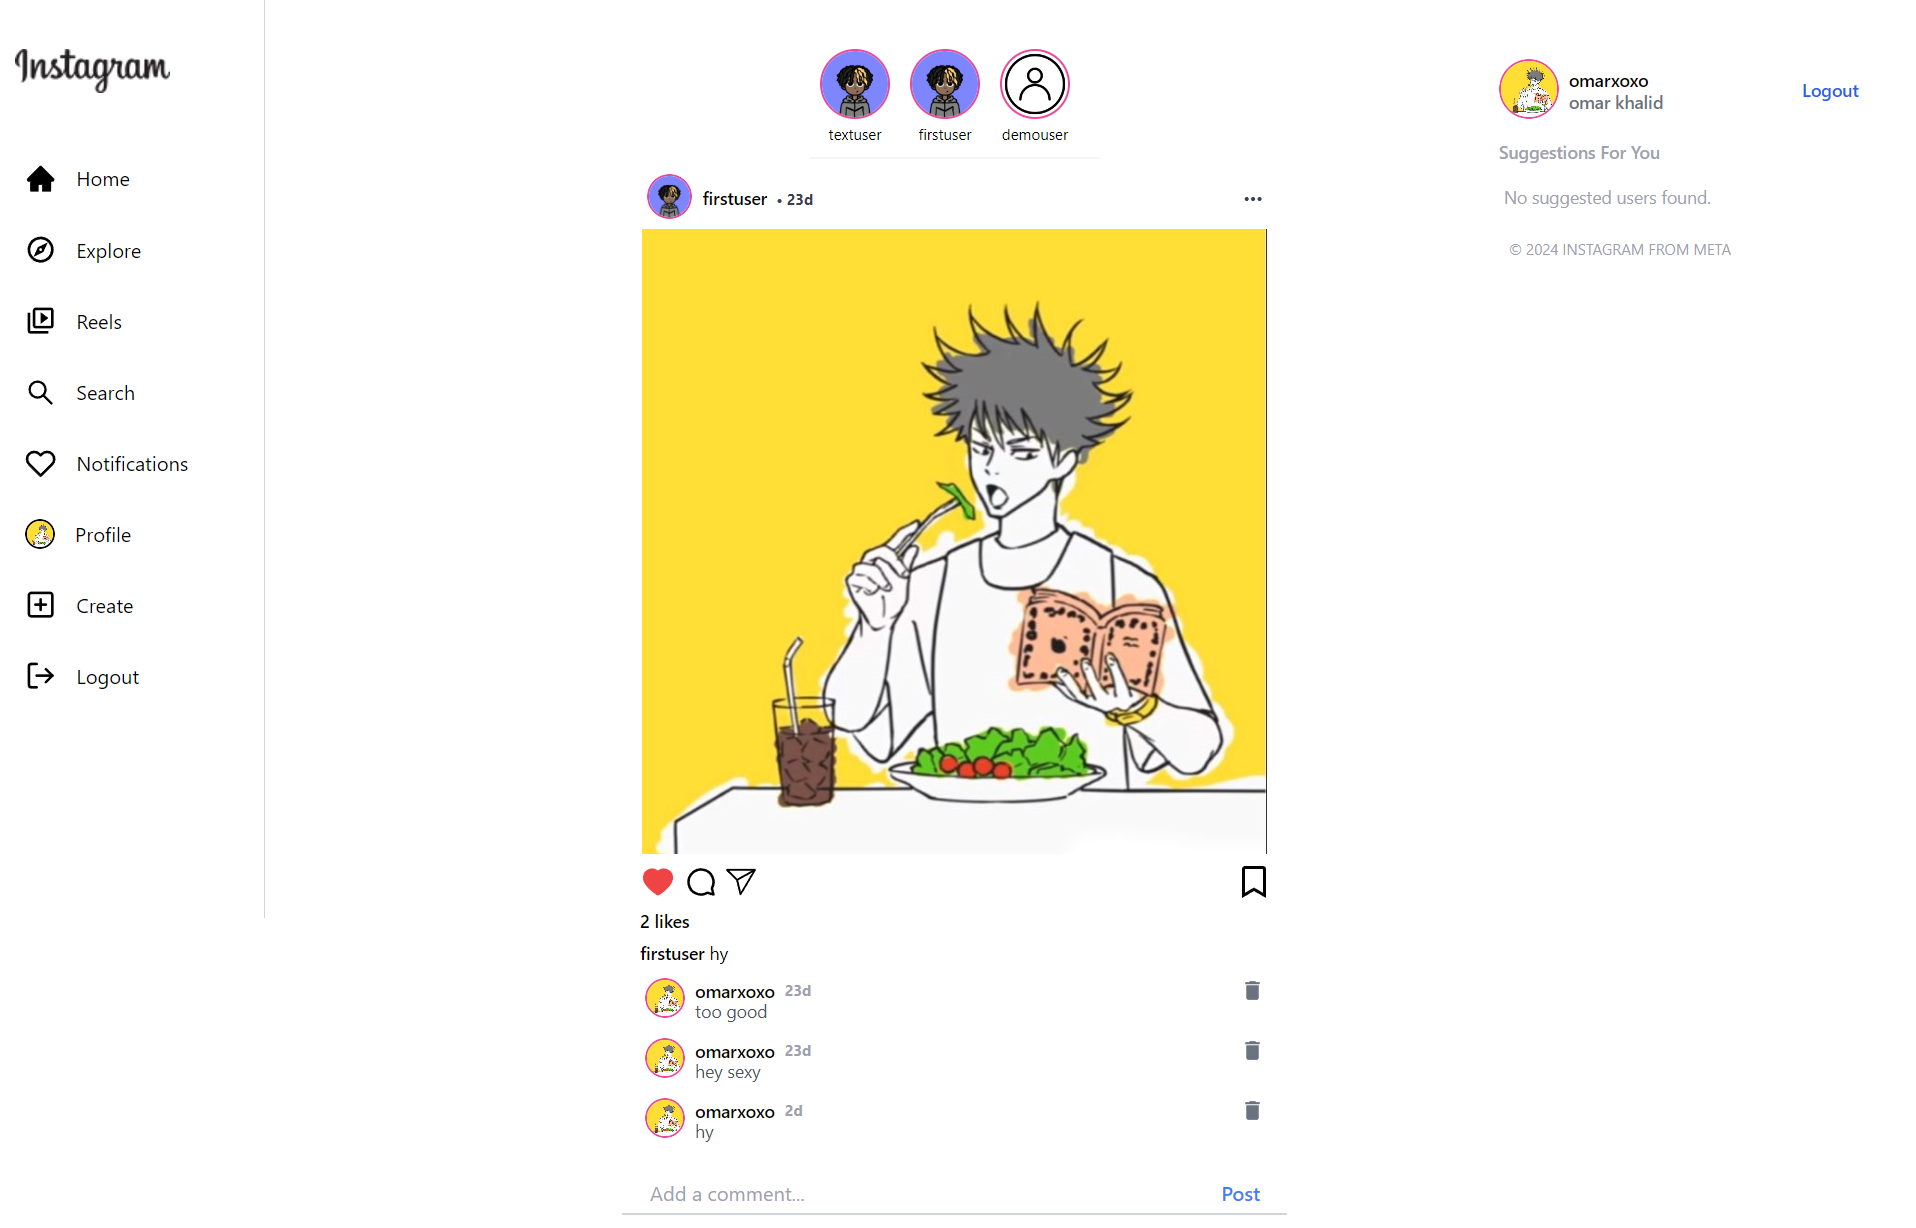 Instagram
Home
Explore
Reels
Search
Notifications
Profile
Create
Logout
textuser firstuser demouser
firstuser • 23d
2 likes
firstuser hy
omarxoxo 23d
too good
omarxoxo 23d
hey sexy
omarxoxo 2d
hy
Add a comment... Post
omarxoxo
omar khalid
Logout
Suggestions For You
No suggested users found.
© 2024 INSTAGRAM FROM META